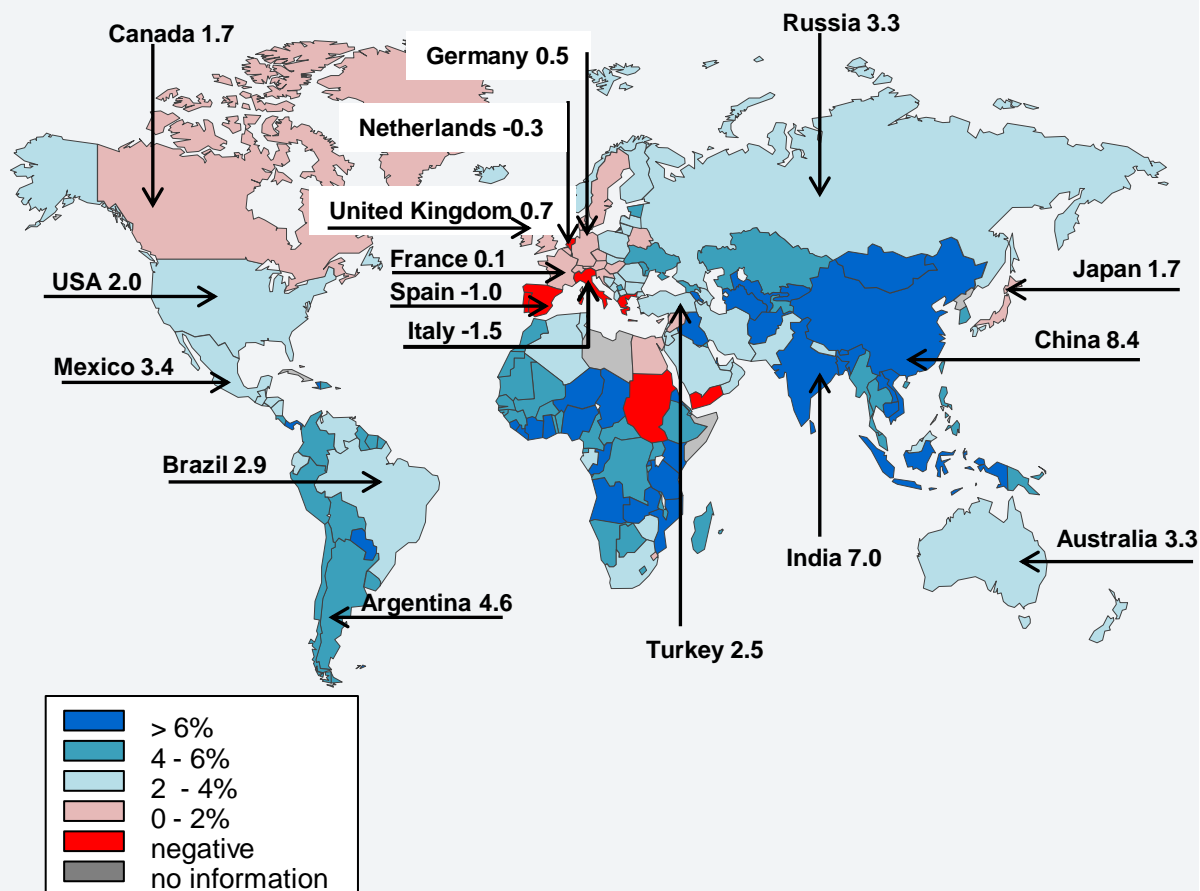 Canada 1.7
Russia 3.3
Germany 0.5
Netherlands -0.3
United Kingdom 0.7
France 0.1
Japan 1.7
USA 2.0
Spain -1.0
Italy -1.5
China 8.4
Mexico 3.4
Brazil 2.9
India 7.0
Australia 3.3
Argentina 4.6
Turkey 2.5
> 6%
4 - 6%
2 - 4%
0 - 2%
negative
no information